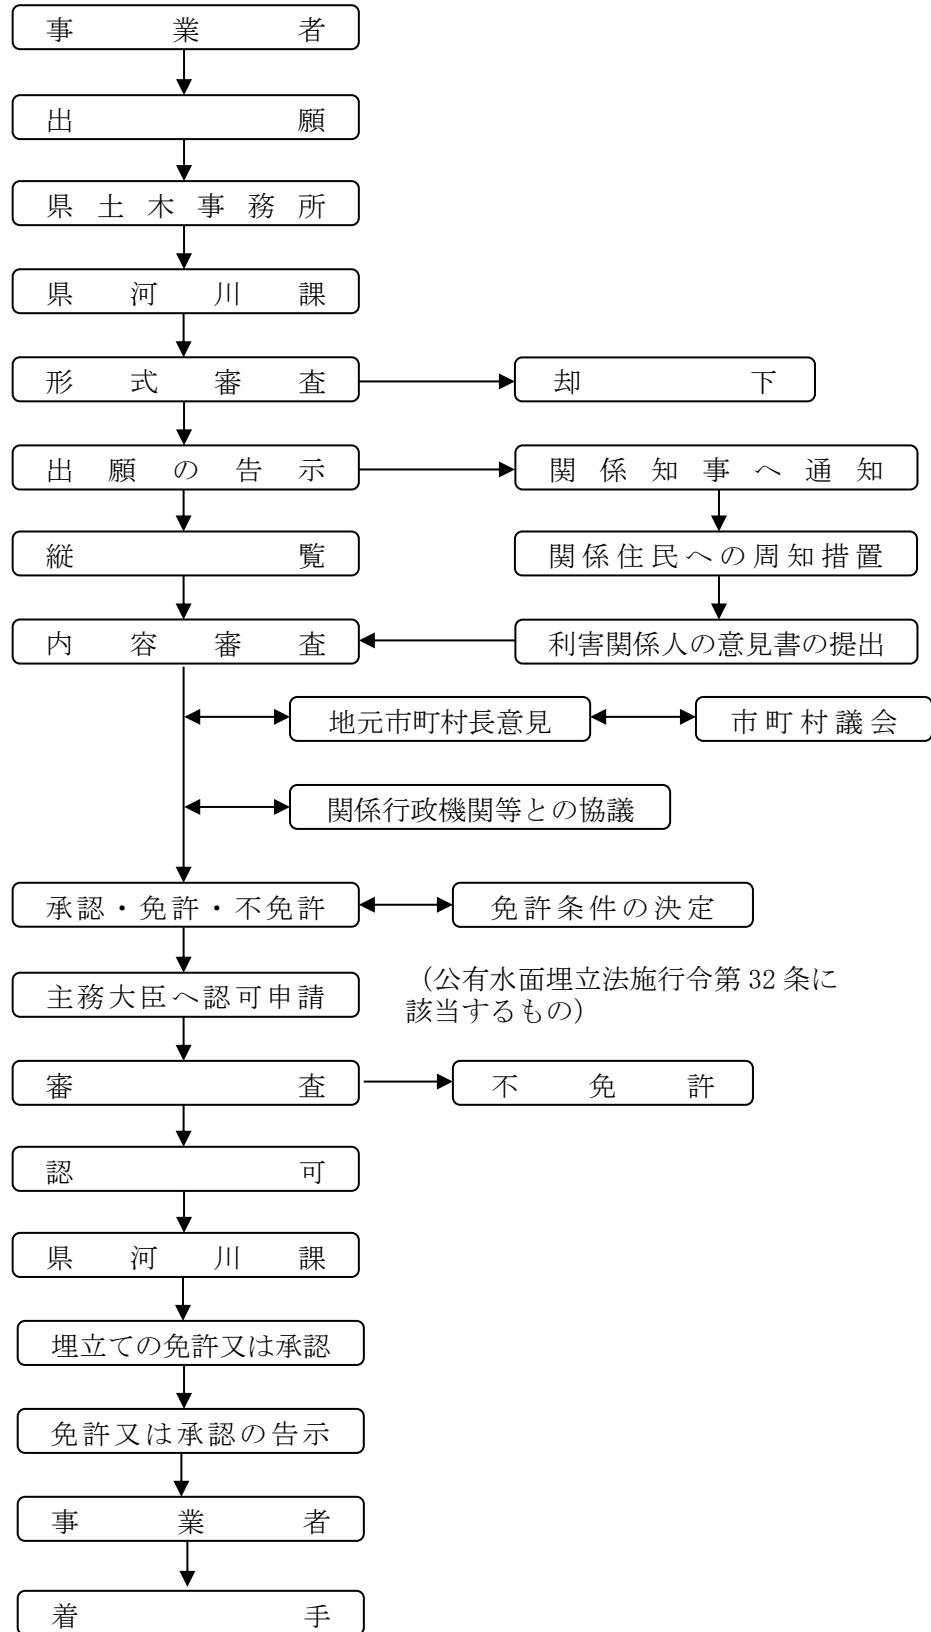 事業者
出願
県土木事務所
県河川課
形式審査
却下
出願の告示
関係知事へ通知
縦覧
関係住民への周知措置
内容審査
利害関係人の意見書の提出
地元市町村長意見
市町村議会
関係行政機関等との協議
承認・免許・不免許
免許条件の決定
主務大臣へ認可申請
（公有水面埋立法施行令第 32 条に
該当するもの）
審査
不免許
認可
県河川課
埋立ての免許又は承認
免許又は承認の告示
事業者
着手